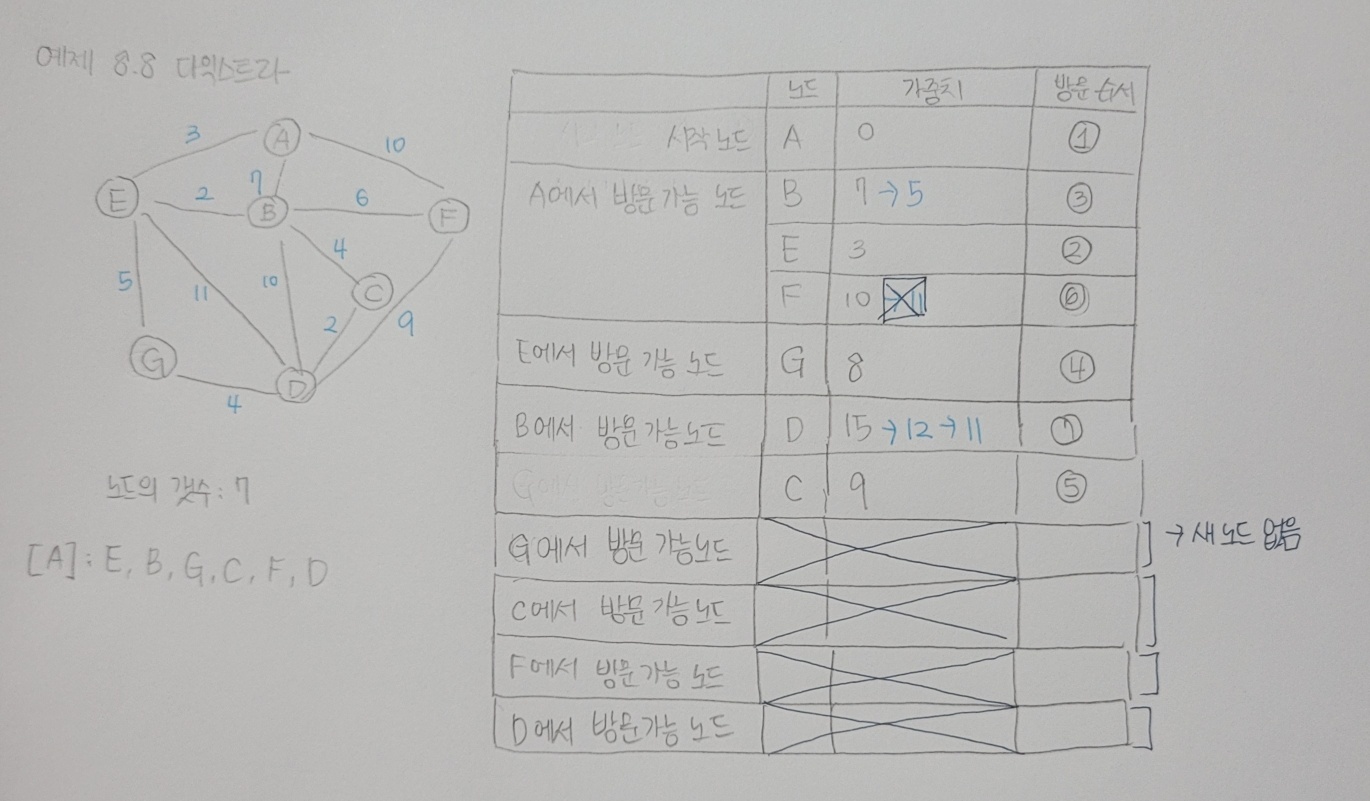 예제 8.8 다익스트라
3
A
10
E
2
7
B
6
F
4
5
11
10
C
2
9
G
D
4
노드의 갯수: 7
[A]: E, B, G, C, F, D
노드 가중치 방문 순서
시작 노드 A 0 ①
A에서 방문 가능 노드 B 7→5 ③
E 3 ②
F 10 ⑥
E에서 방문 가능 노드 G 8 ④
B에서 방문 가능 노드 D 15→12→11 ⑦
C 9 ⑤
G에서 방문 가능 노드 → 새 노드 없음
C에서 방문 가능 노드
F에서 방문 가능 노드
D에서 방문 가능 노드